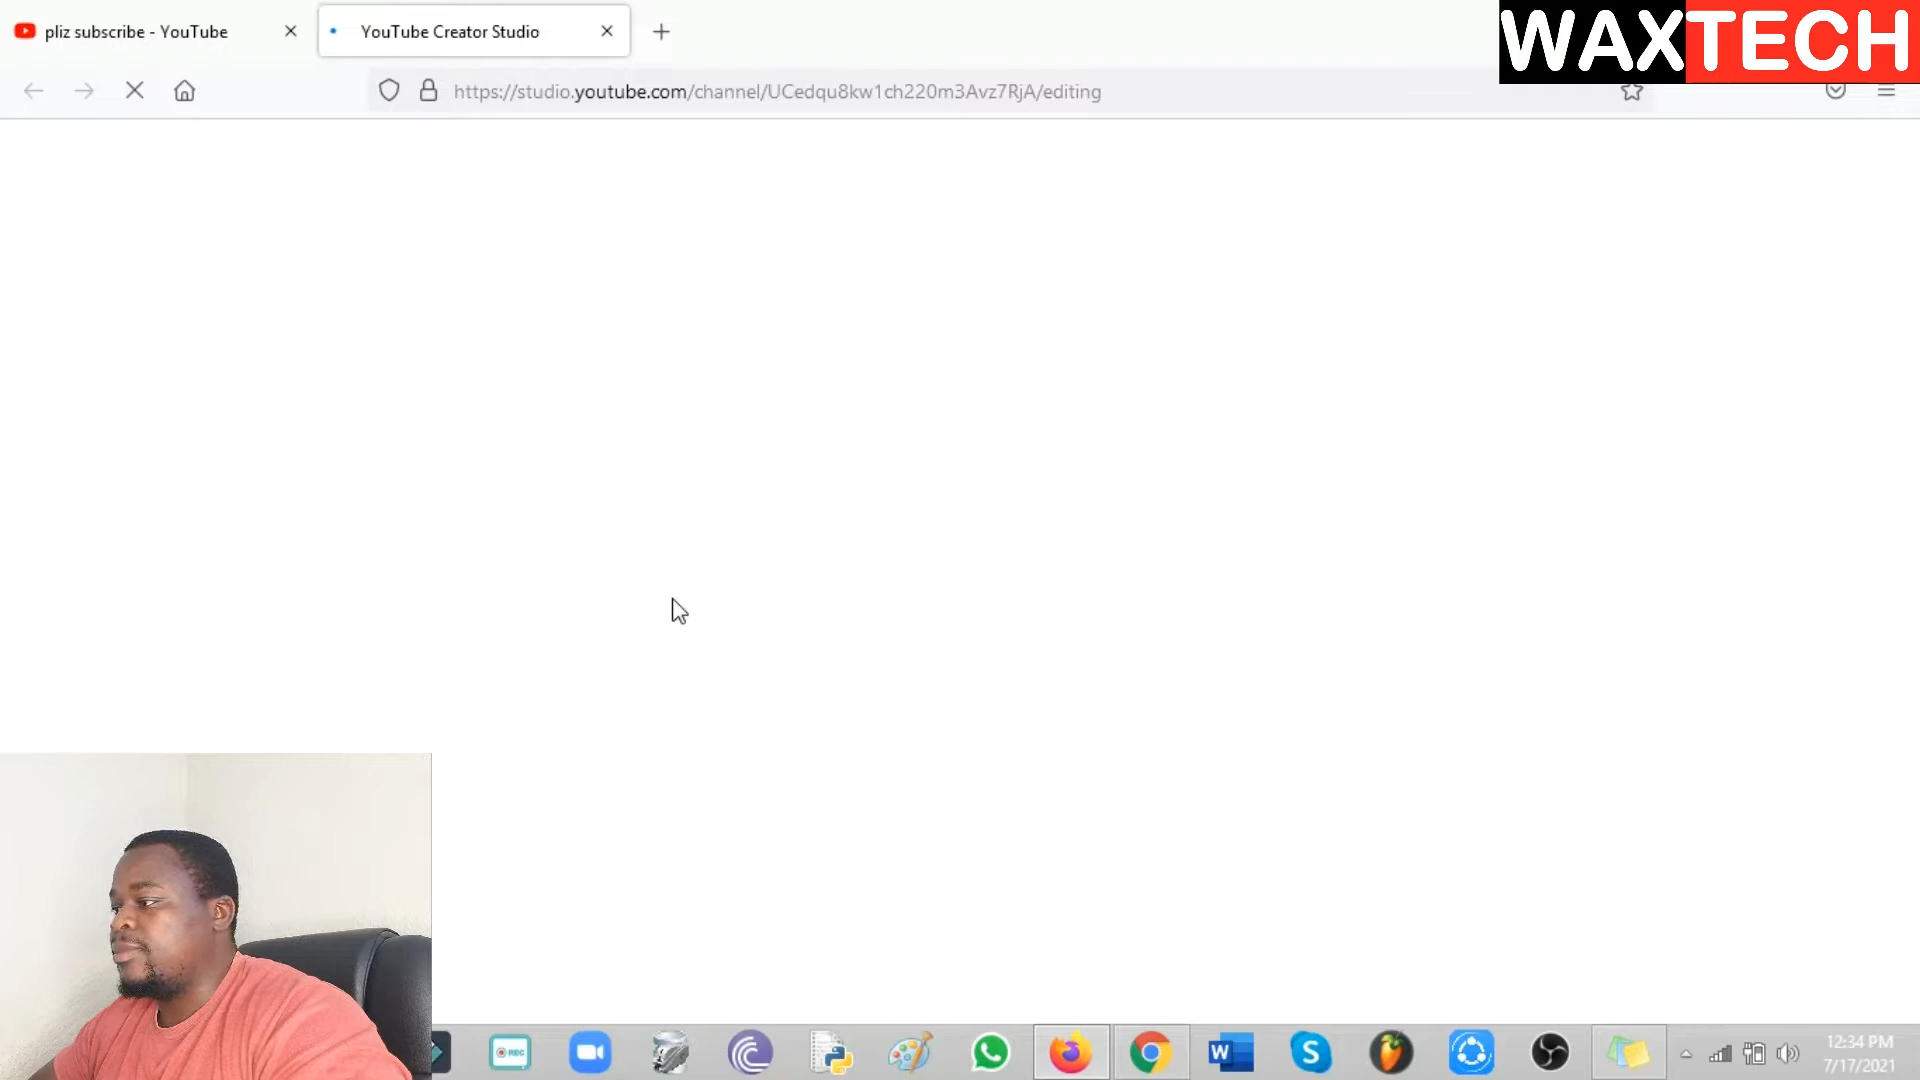 pliz subscribe - YouTube
YouTube Creator Studio
WAXTECH
https://studio.youtube.com/channel/UCedqu8kw1ch220m3Avz7RjA/editing
REC
W
S
12:34 PM
7/17/2021